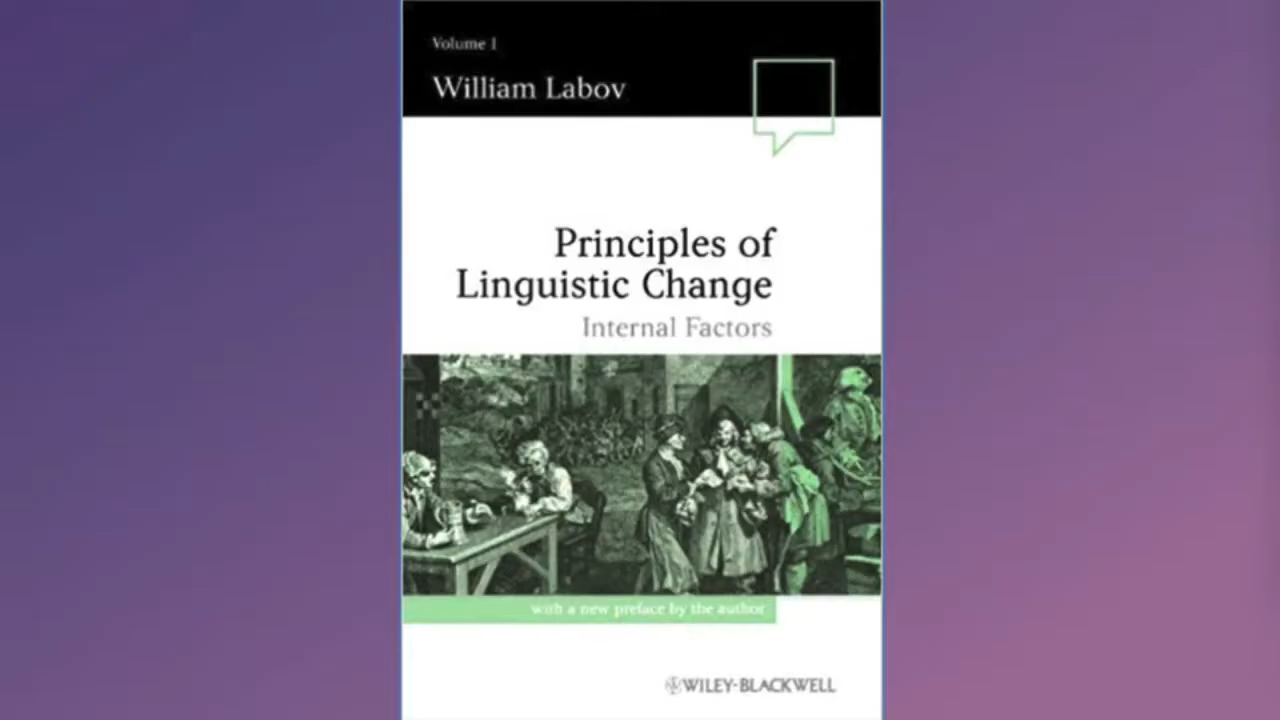 Volume 1
William Labov
Principles of
Linguistic Change
Internal Factors
with a new preface by the author
WILEY-BLACKWELL